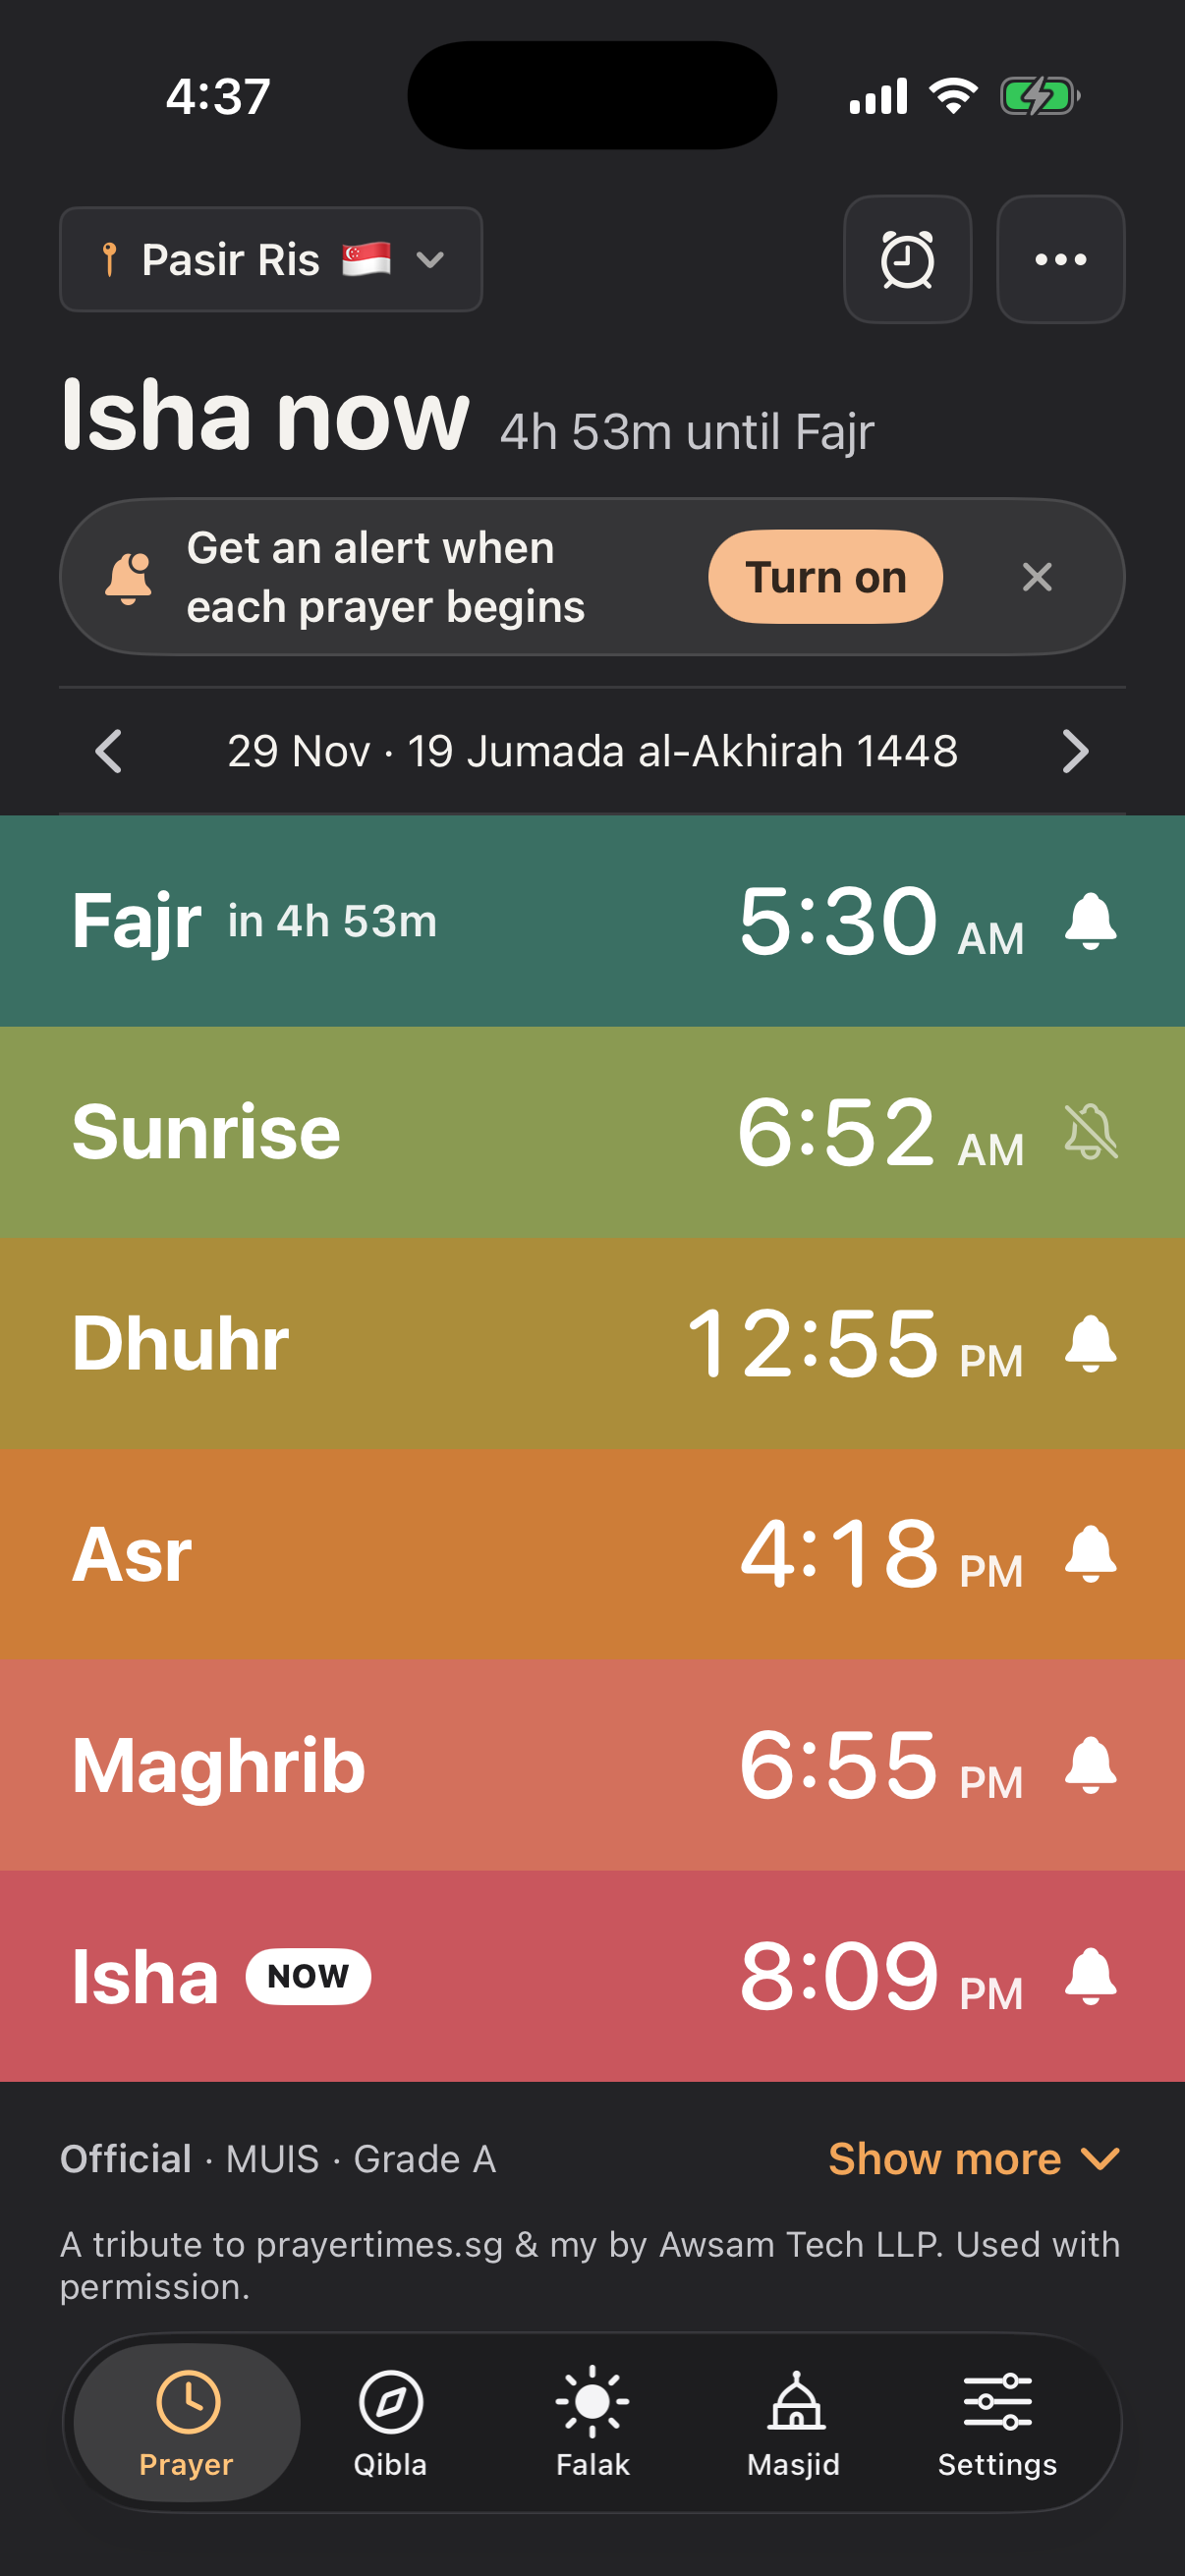 4:37
Pasir Ris
Isha now 4h 53m until Fajr
Get an alert when
each prayer begins
Turn on
29 Nov · 19 Jumada al-Akhirah 1448
Fajr in 4h 53m 5:30 AM
Sunrise 6:52 AM
Dhuhr 12:55 PM
Asr 4:18 PM
Maghrib 6:55 PM
Isha NOW 8:09 PM
Official · MUIS · Grade A Show more
A tribute to prayertimes.sg & my by Awsam Tech LLP. Used with
permission.
Prayer Qibla Falak Masjid Settings